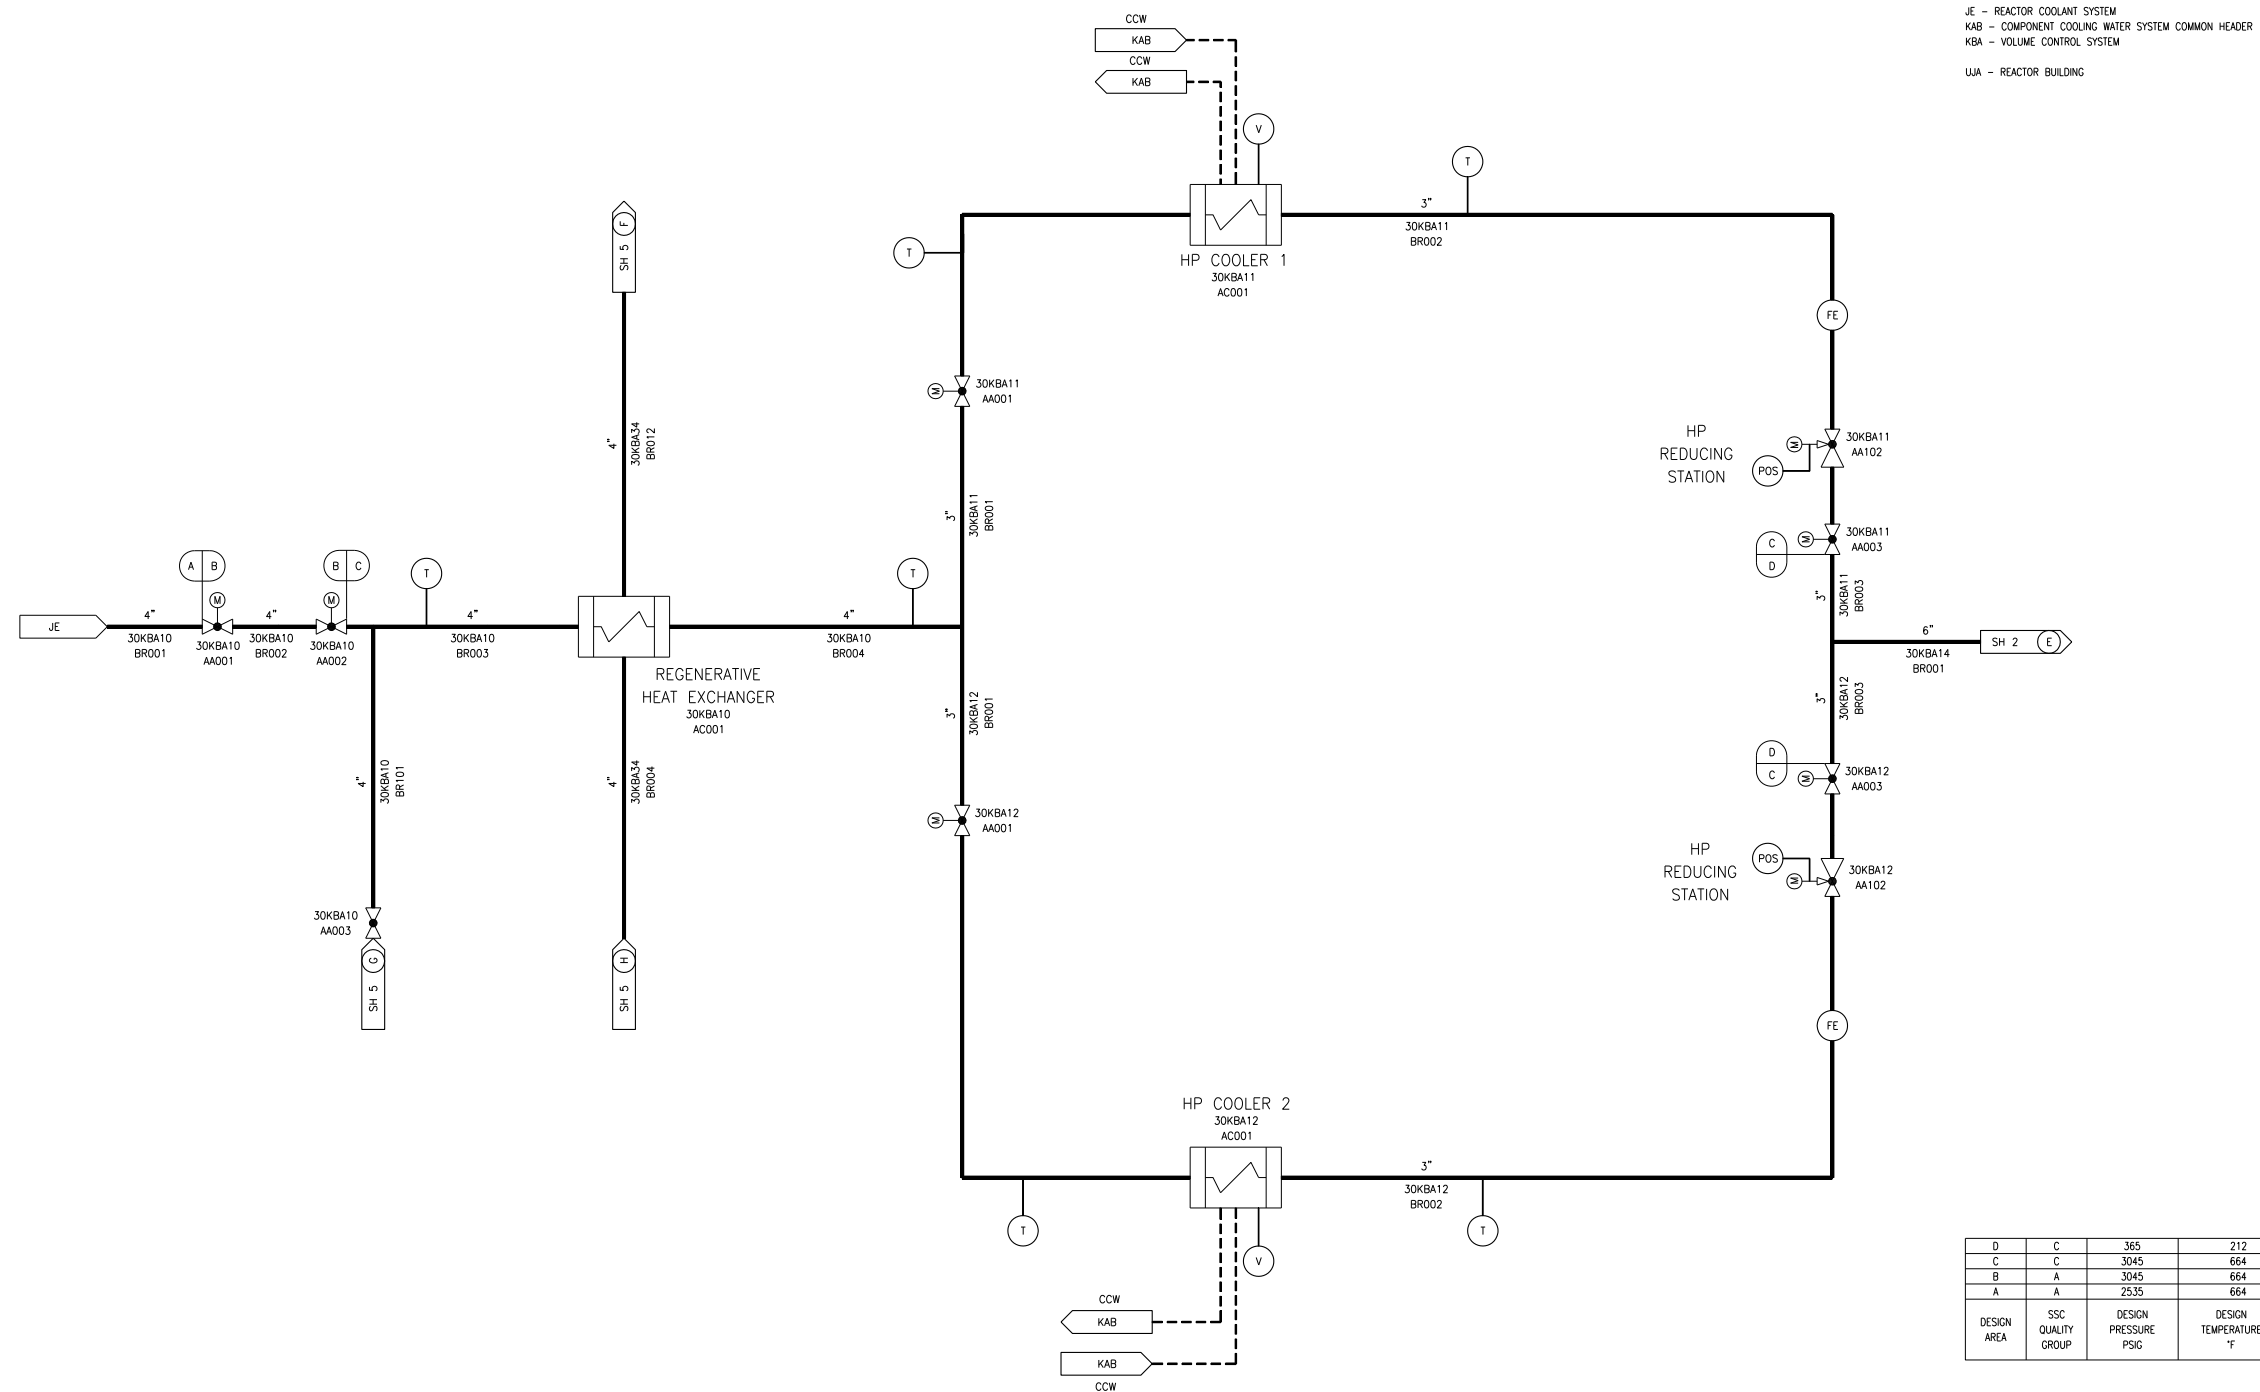 JE – REACTOR COOLANT SYSTEM
KAB – COMPONENT COOLING WATER SYSTEM COMMON HEADER
KBA – VOLUME CONTROL SYSTEM
UJA – REACTOR BUILDING
CCW
KAB
CCW
KAB
V
T
3"
30KBA11
BR002
T
HP COOLER 1
30KBA11
AC001
F
SH 5
FE
30KBA11
AA001
M
4"
30KBA34
BR012
HP
REDUCING
STATION
M
POS
30KBA11
AA102
3"
30KBA11
BR001
M
30KBA11
AA003
C
D
A
B
B
C
T
T
M
M
3"
30KBA11
BR003
JE
4"
30KBA10
BR001
30KBA10
AA001
4"
30KBA10
BR002
30KBA10
AA002
4"
30KBA10
BR003
4"
30KBA10
BR004
6"
30KBA14
BR001
SH 2
E
REGENERATIVE
HEAT EXCHANGER
30KBA10
AC001
3"
30KBA12
BR001
3"
30KBA12
BR003
4"
30KBA10
BR101
4"
30KBA34
BR004
D
C
M
30KBA12
AA003
M
30KBA12
AA001
HP
REDUCING
STATION
POS
M
30KBA12
AA102
30KBA10
AA003
G
SH 5
H
SH 5
FE
HP COOLER 2
30KBA12
AC001
3"
30KBA12
BR002
T
T
V
CCW
KAB
KAB
CCW
D C 365 212
C C 3045 664
B A 3045 664
A A 2535 664
DESIGN
AREA
SSC
QUALITY
GROUP
DESIGN
PRESSURE
PSIG
DESIGN
TEMPERATURE
°F